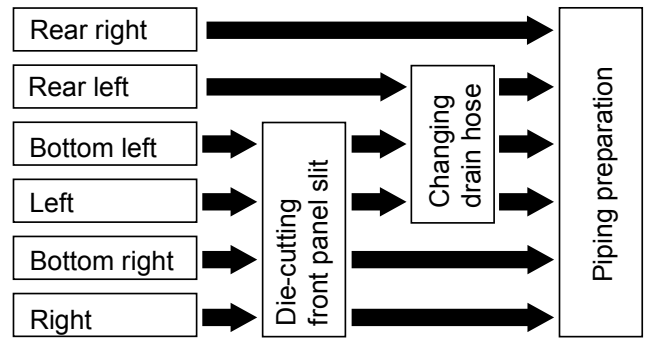 Rear right
Rear left
Bottom left
Left
Bottom right
Right
Die-cutting
front panel slit
Changing
drain hose
Piping preparation